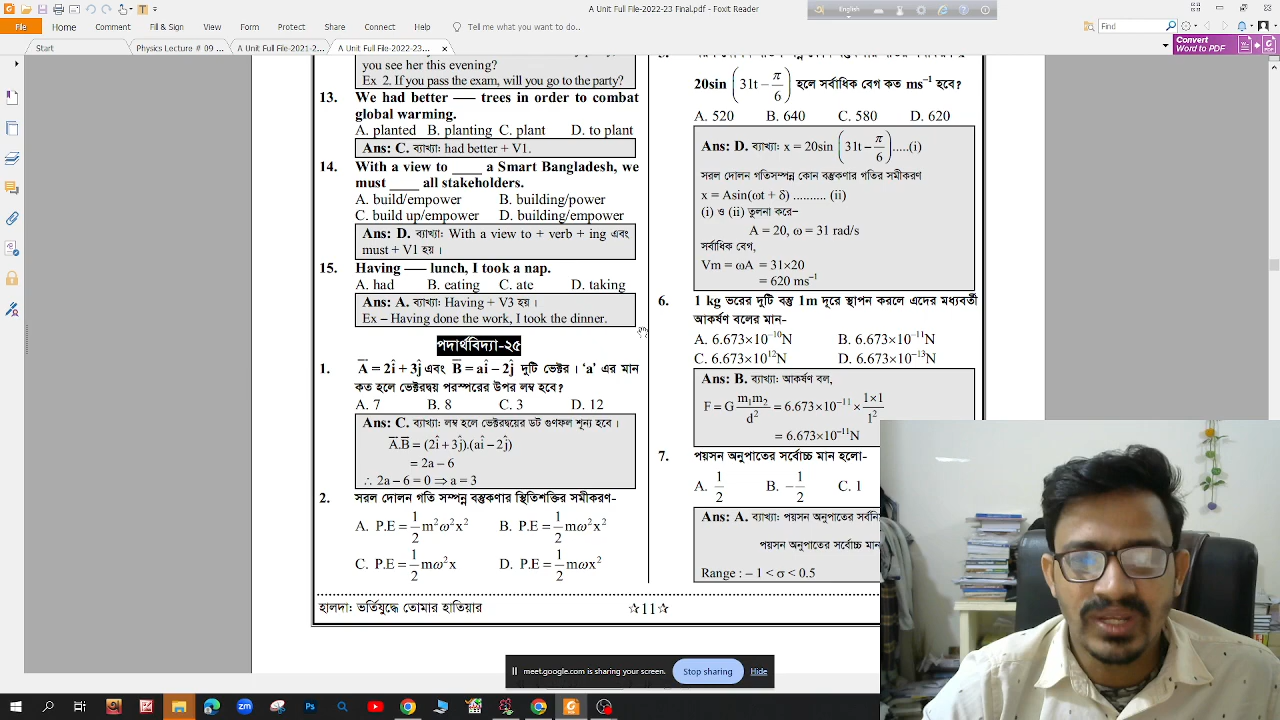 A Unit Full File-2022-23 Final.pdf - Foxit Reader
English
File Home Comment Fill & Sign View Form Protect Share Connect Help Tell me what you want to do...
Find
Start Physics Lecture # 09 ... A Unit Full File-2021-2... A Unit Full File-2022-23...
Convert
Word to PDF
you see her this evening?
Ex 2. If you pass the exam, will you go to the party?
13. We had better ___ trees in order to combat
global warming.
A. planted B. planting C. plant D. to plant
Ans: C. ব্যাখ্যা: had better + V1.
14. With a view to ____ a Smart Bangladesh, we
must ____ all stakeholders.
A. build/empower B. building/power
C. build up/empower D. building/empower
Ans: D. ব্যাখ্যা: With a view to + verb + ing এবং
must + V1 হয়।
15. Having ___ lunch, I took a nap.
A. had B. eating C. ate D. taking
Ans: A. ব্যাখ্যা: Having + V3 হয়।
Ex – Having done the work, I took the dinner.
পদার্থবিদ্যা-২৫
1. A̅ = 2î + 3ĵ এবং B̅ = aî – 2ĵ দুটি ভেক্টর। ‘a’ এর মান
কত হলে ভেক্টরদ্বয় পরস্পরের উপর লম্ব হবে?
A. 7 B. 8 C. 3 D. 12
Ans: C. ব্যাখ্যা: লম্ব হলে ভেক্টরদ্বয়ের ডট গুণফল শূন্য হবে।
A̅.B̅ = (2î + 3ĵ).(aî – 2ĵ)
= 2a – 6
∴ 2a – 6 = 0 ⇒ a = 3
2. সরল দোলন গতি সম্পন্ন বস্তুকণার স্থিতিশক্তির সমীকরণ-
A. P.E = 1/2 m²ω²x² B. P.E = 1/2 mω²x²
C. P.E = 1/2 mω²x D. P.E = 1/2 mωx²
20sin (31t – π/6) হলে সর্বাধিক বেগ কত ms⁻¹ হবে?
A. 520 B. 640 C. 580 D. 620
Ans: D. ব্যাখ্যা: x = 20sin (31t – π/6) .....(i)
সরল দোলন গতিসম্পন্ন কোন বস্তুকণার গতির সমীকরণ
x = Asin(ωt + δ) .......... (ii)
(i) ও (ii) তুলনা করে–
A = 20, ω = 31 rad/s
সর্বাধিক বেগ,
Vm = ωA = 31×20
= 620 ms⁻¹
6. 1 kg ভরের দুটি বস্তু 1m দূরে স্থাপন করলে এদের মধ্যবর্তী
আকর্ষণ বলের মান-
A. 6.673×10⁻¹⁰N B. 6.673×10⁻¹¹N
C. 6.673×10¹²N D. 6.673×10⁻¹³N
Ans: B. ব্যাখ্যা: আকর্ষণ বল,
F = G m₁m₂/d² = 6.673×10⁻¹¹ × 1×1/1²
= 6.673×10⁻¹¹N
7. পয়সন অনুপাতের সর্বোচ্চ মান হলো-
A. 1/2 B. –1/2 C. 1
Ans: A. ব্যাখ্যা: পয়সন অনুপাতের
পয়সন অনুপাতের সর্বোচ্চ মান
Range : – 1 < σ < 0.5
হালদা: ভর্তিযুদ্ধে তোমার হাতিয়ার ☆11☆
meet.google.com is sharing your screen. Stop sharing Hide